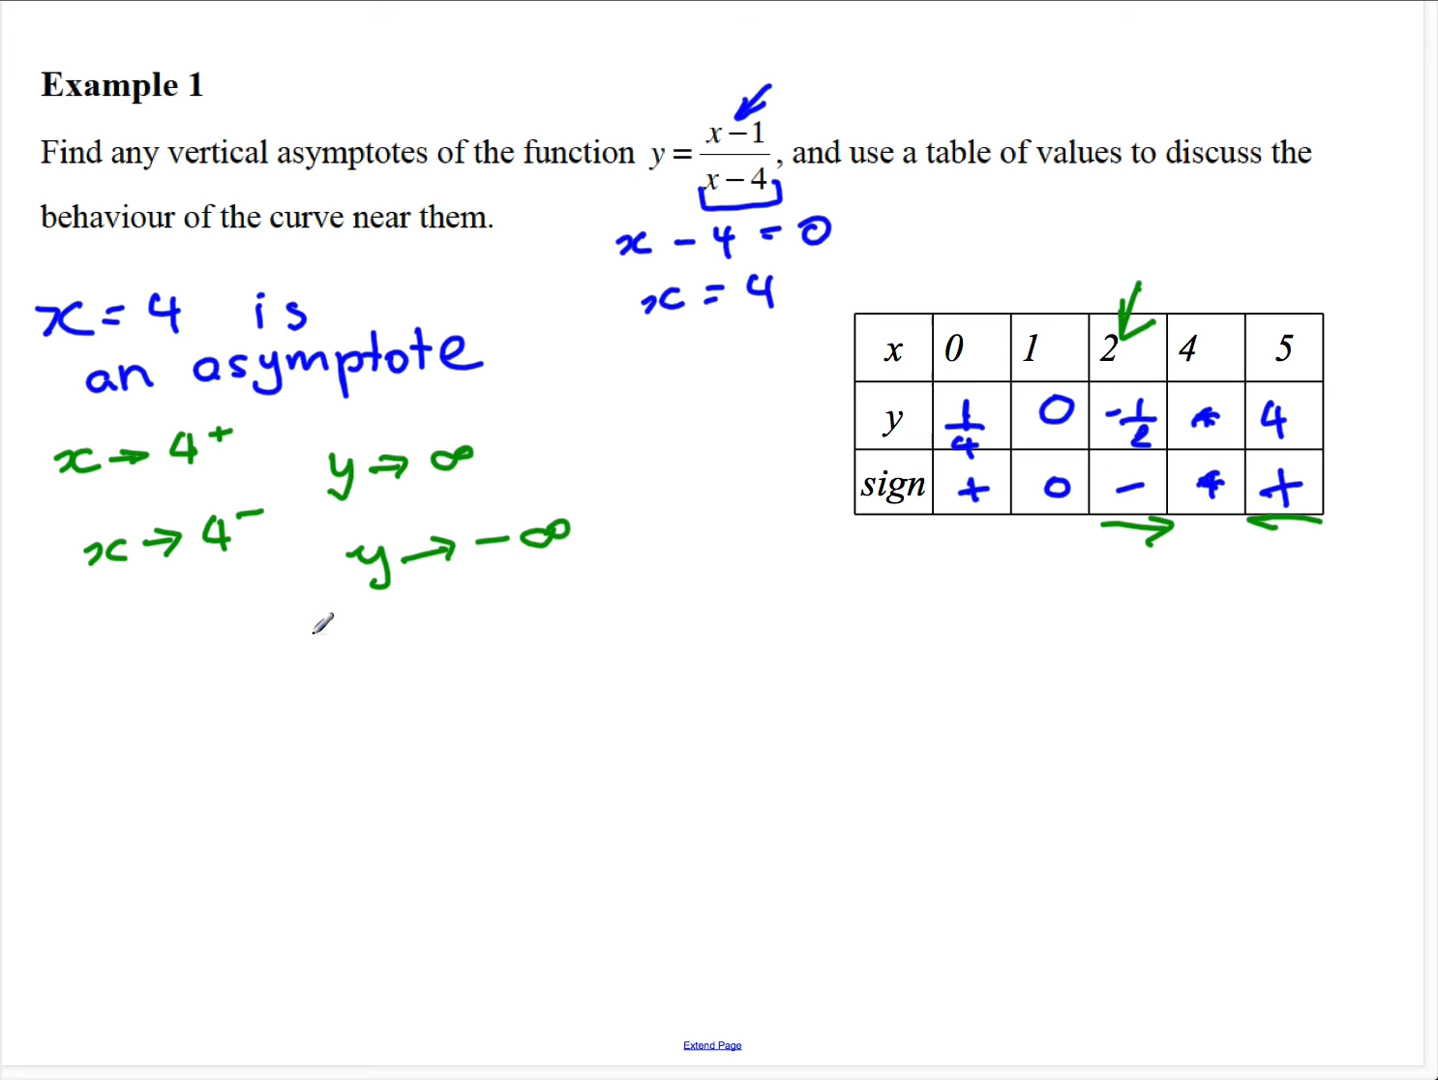 Example 1
Find any vertical asymptotes of the function y = (x − 1)/(x − 4), and use a table of values to discuss the
behaviour of the curve near them.
x − 4 = 0
x = 4
x = 4 is
an asymptote
x → 4⁺ y → ∞
x → 4⁻ y → −∞
x 0 1 2 4 5
y 1/4 0 -1/2 * 4
sign + 0 − * +
Extend Page